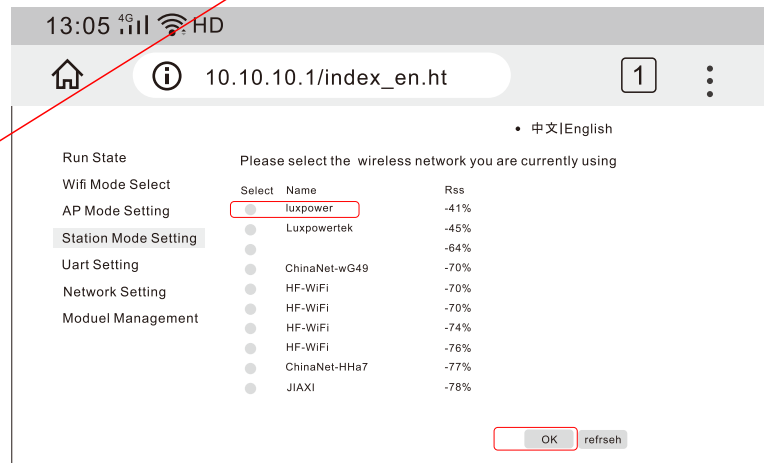 13:05 4G HD
10.10.10.1/index_en.ht 1
• 中文|English
Run State
Wifi Mode Select
AP Mode Setting
Station Mode Setting
Uart Setting
Network Setting
Moduel Management
Please select the wireless network you are currently using
Select Name Rss
luxpower -41%
Luxpowertek -45%
-64%
ChinaNet-wG49 -70%
HF-WiFi -70%
HF-WiFi -70%
HF-WiFi -74%
HF-WiFi -76%
ChinaNet-HHa7 -77%
JIAXI -78%
OK refrseh